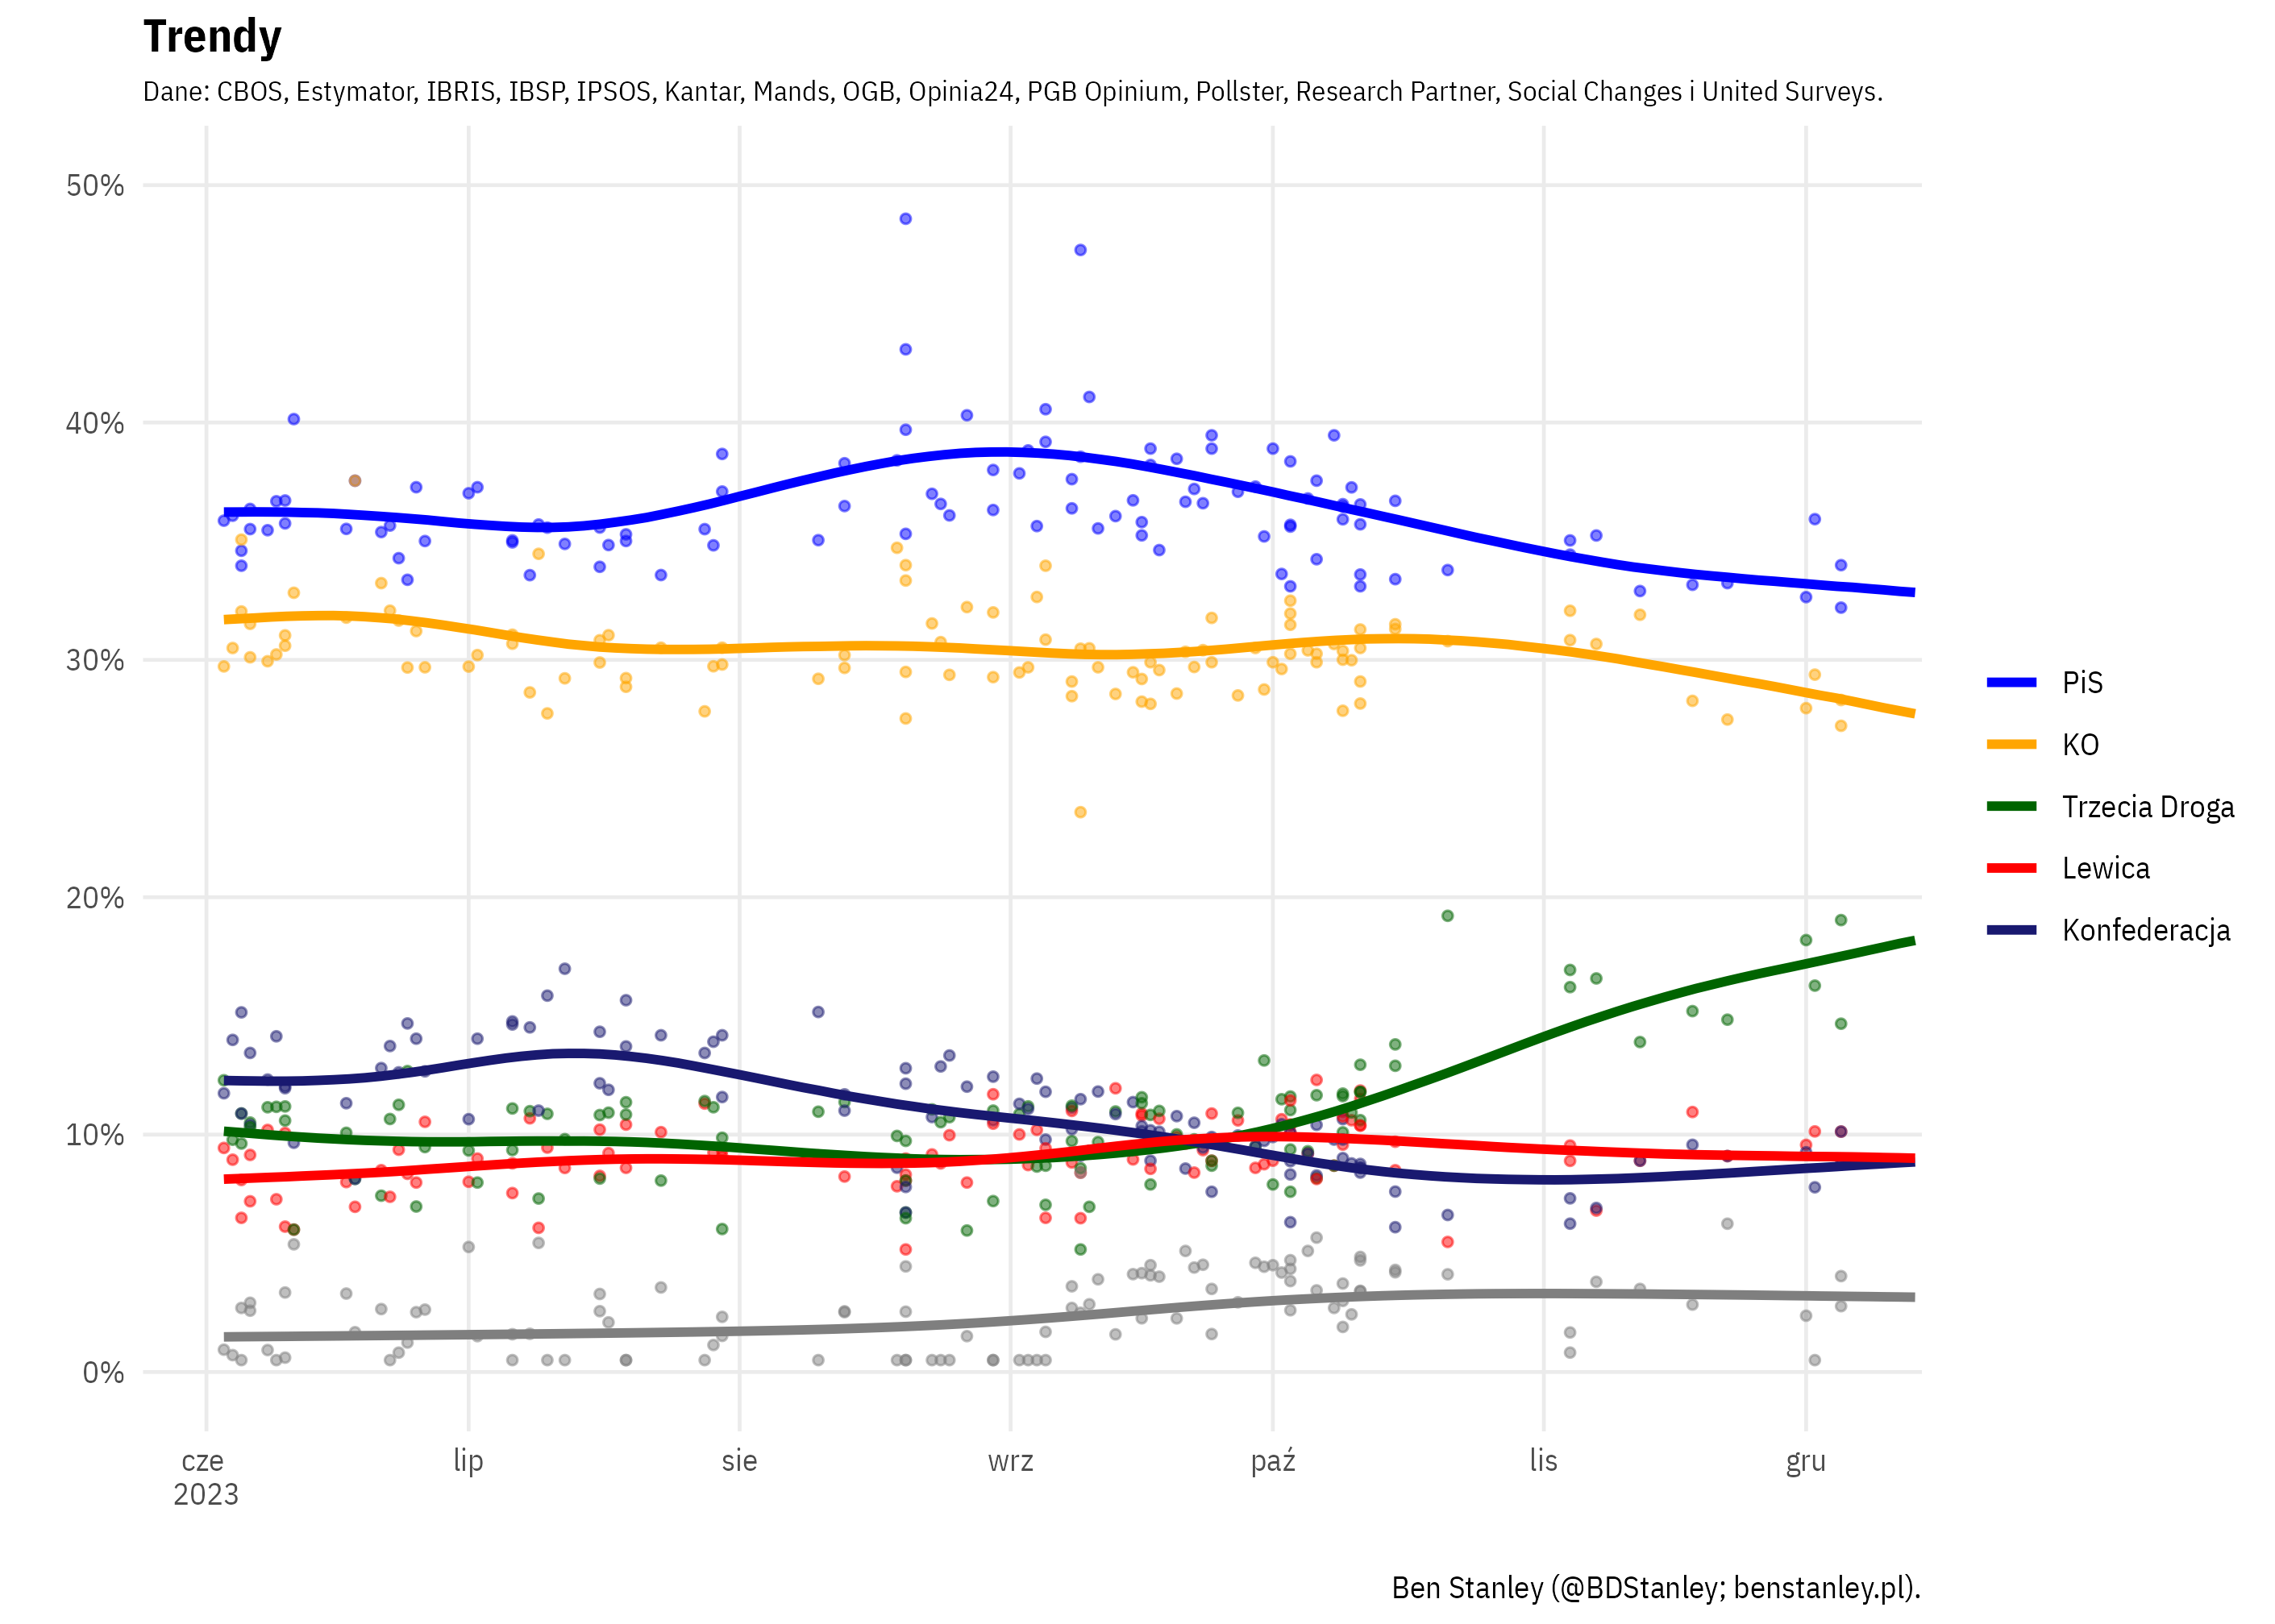 Trendy
Dane: CBOS, Estymator, IBRIS, IBSP, IPSOS, Kantar, Mands, OGB, Opinia24, PGB Opinium, Pollster, Research Partner, Social Changes i United Surveys.
50%
40%
30%
20%
10%
0%
PiS
KO
Trzecia Droga
Lewica
Konfederacja
cze lip sie wrz paź lis gru
2023
Ben Stanley (@BDStanley; benstanley.pl).